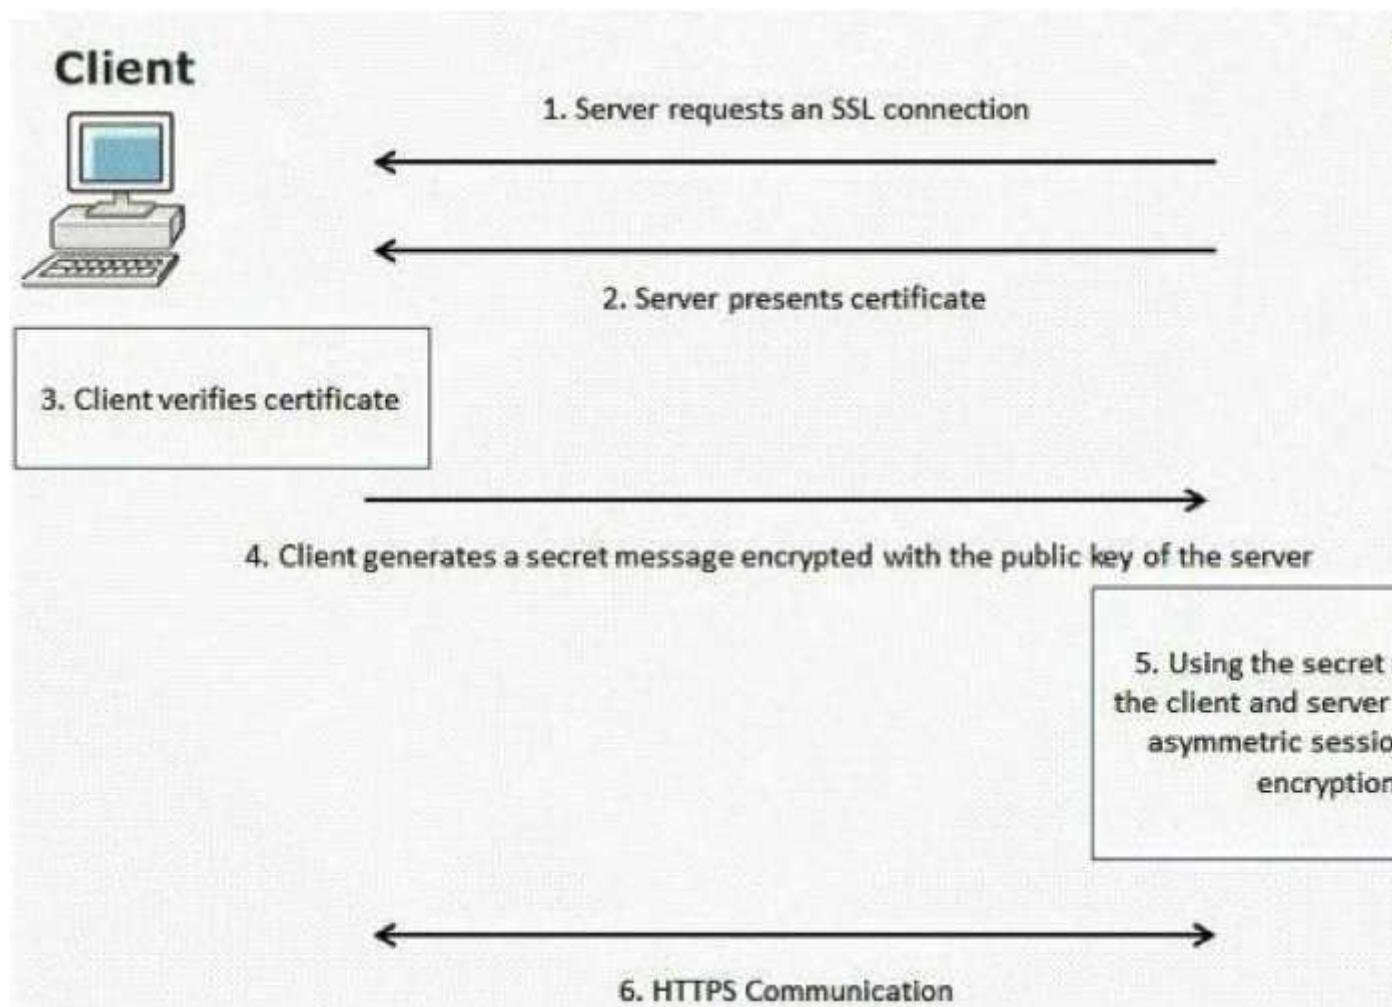 Client
1. Server requests an SSL connection
2. Server presents certificate
3. Client verifies certificate
4. Client generates a secret message encrypted with the public key of the server
5. Using the secret
the client and server
asymmetric sessio
encryption
6. HTTPS Communication